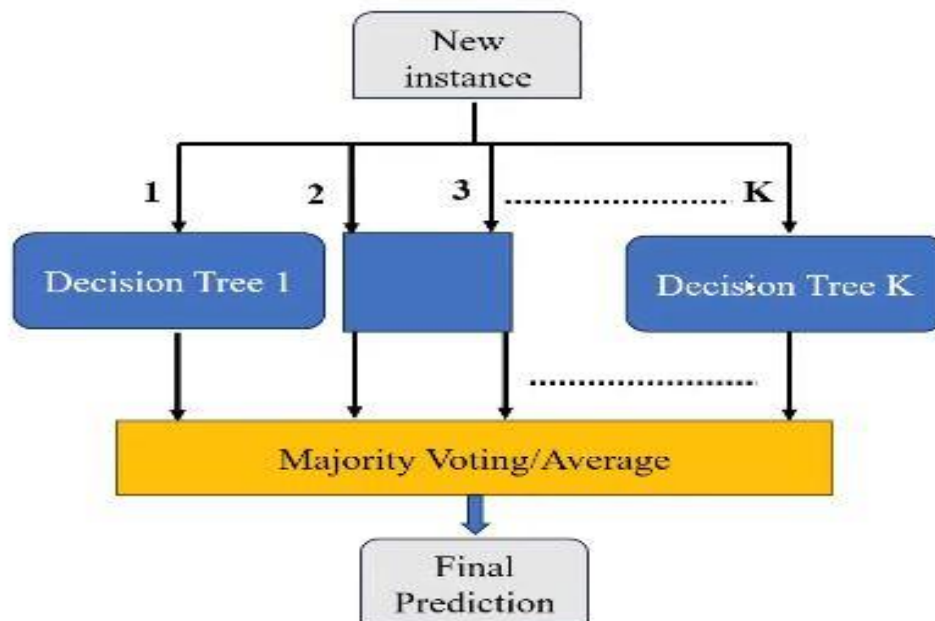 New
instance
1
2
3
K
Decision Tree 1
Decision Tree K
Majority Voting/Average
Final
Prediction